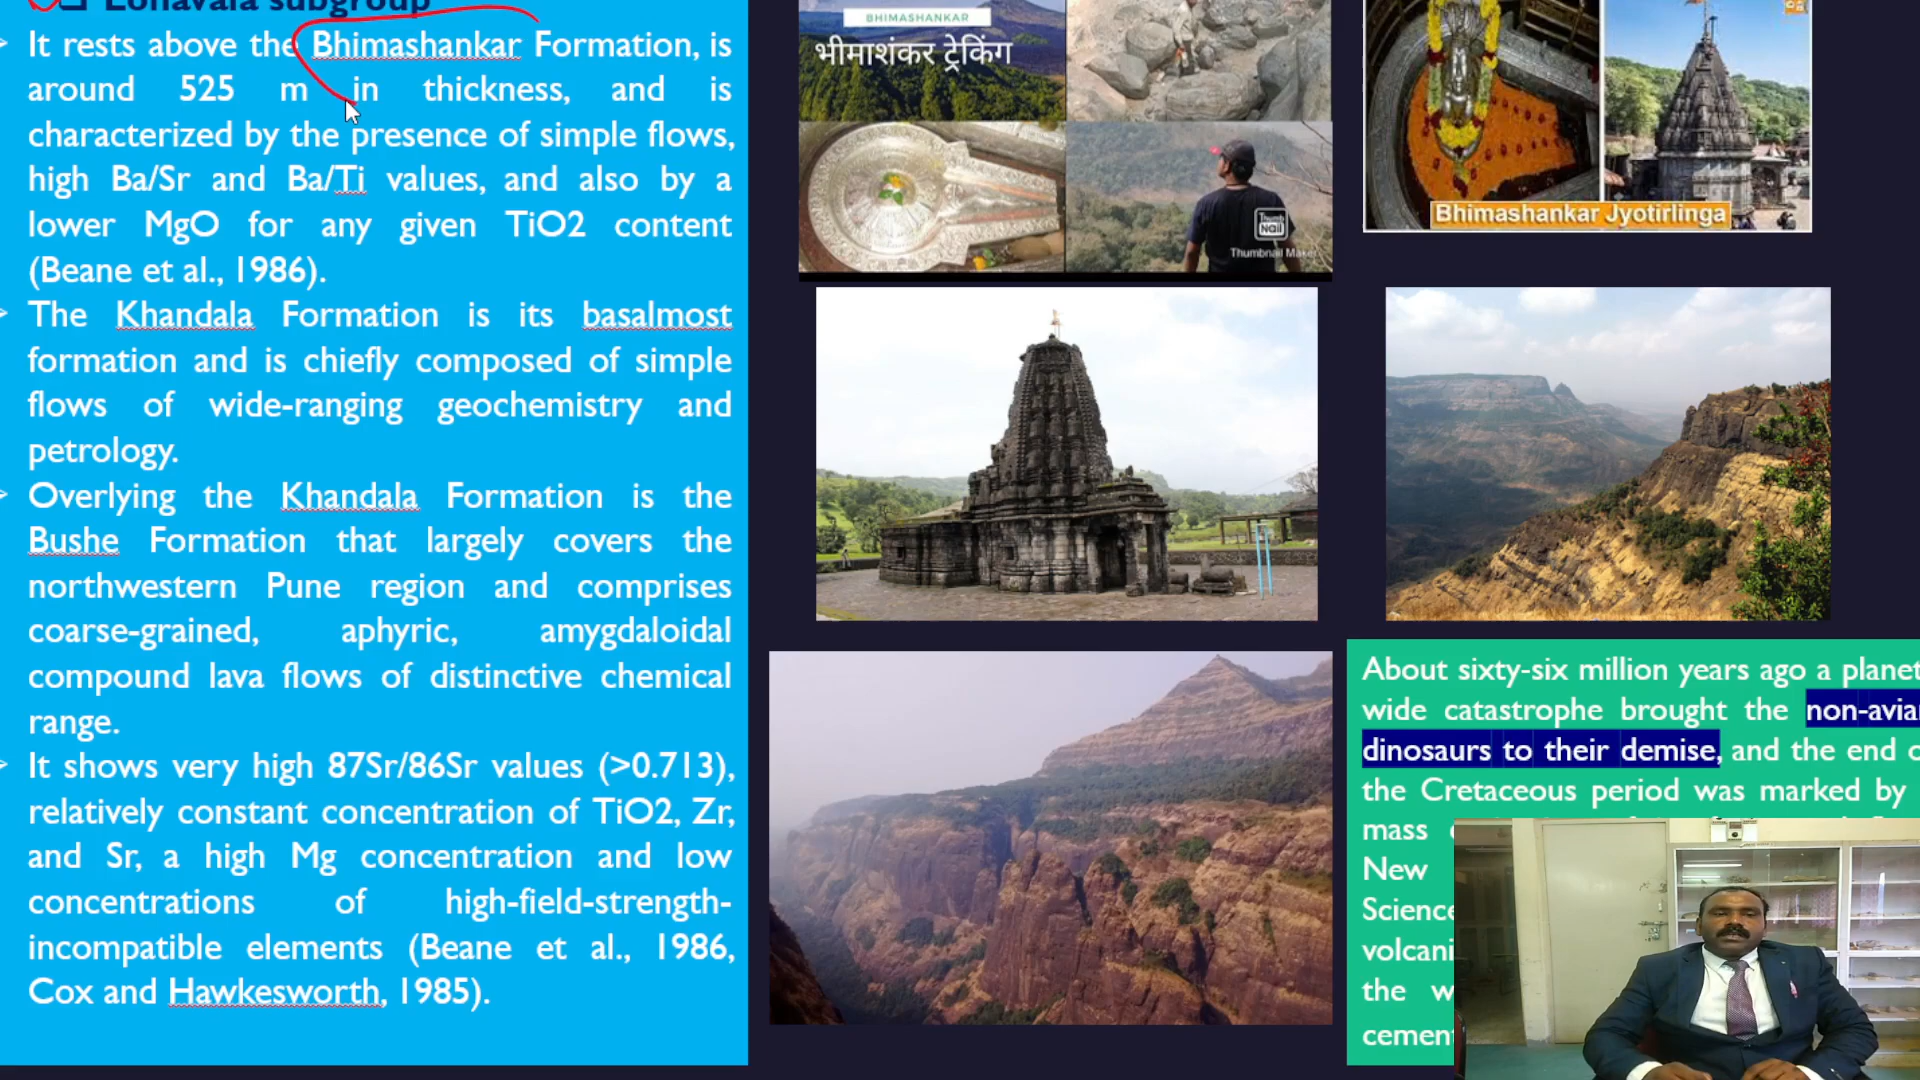 Lonavala subgroup
It rests above the Bhimashankar Formation, is
around 525 m in thickness, and is
characterized by the presence of simple flows,
high Ba/Sr and Ba/Ti values, and also by a
lower MgO for any given TiO2 content
(Beane et al., 1986).
The Khandala Formation is its basalmost
formation and is chiefly composed of simple
flows of wide-ranging geochemistry and
petrology.
Overlying the Khandala Formation is the
Bushe Formation that largely covers the
northwestern Pune region and comprises
coarse-grained, aphyric, amygdaloidal
compound lava flows of distinctive chemical
range.
It shows very high 87Sr/86Sr values (>0.713),
relatively constant concentration of TiO2, Zr,
and Sr, a high Mg concentration and low
concentrations of high-field-strength-
incompatible elements (Beane et al., 1986,
Cox and Hawkesworth, 1985).
BHIMASHANKAR
भीमाशंकर ट्रेकिंग
Thumb
Nail
Thumbnail Maker
Bhimashankar Jyotirlinga
About sixty-six million years ago a planet
wide catastrophe brought the non-avian
dinosaurs to their demise, and the end o
the Cretaceous period was marked by
mass
New
Science
volcani
the w
cement